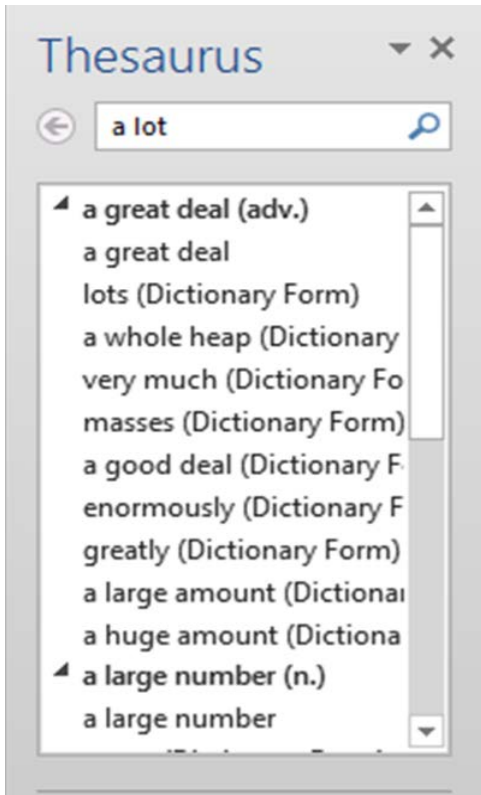 Thesaurus
a lot
a great deal (adv.)
a great deal
lots (Dictionary Form)
a whole heap (Dictionary
very much (Dictionary Fo
masses (Dictionary Form)
a good deal (Dictionary F
enormously (Dictionary F
greatly (Dictionary Form)
a large amount (Dictionar
a huge amount (Dictiona
a large number (n.)
a large number